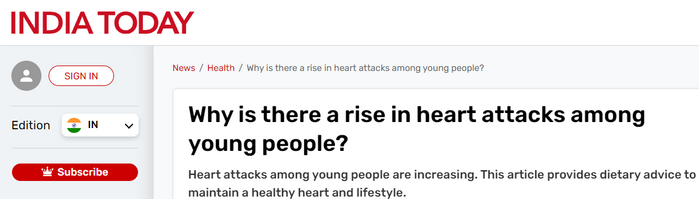 INDIA TODAY
SIGN IN
Edition
IN
Subscribe
News / Health / Why is there a rise in heart attacks among young people?
Why is there a rise in heart attacks among
young people?
Heart attacks among young people are increasing. This article provides dietary advice to
maintain a healthy heart and lifestyle.